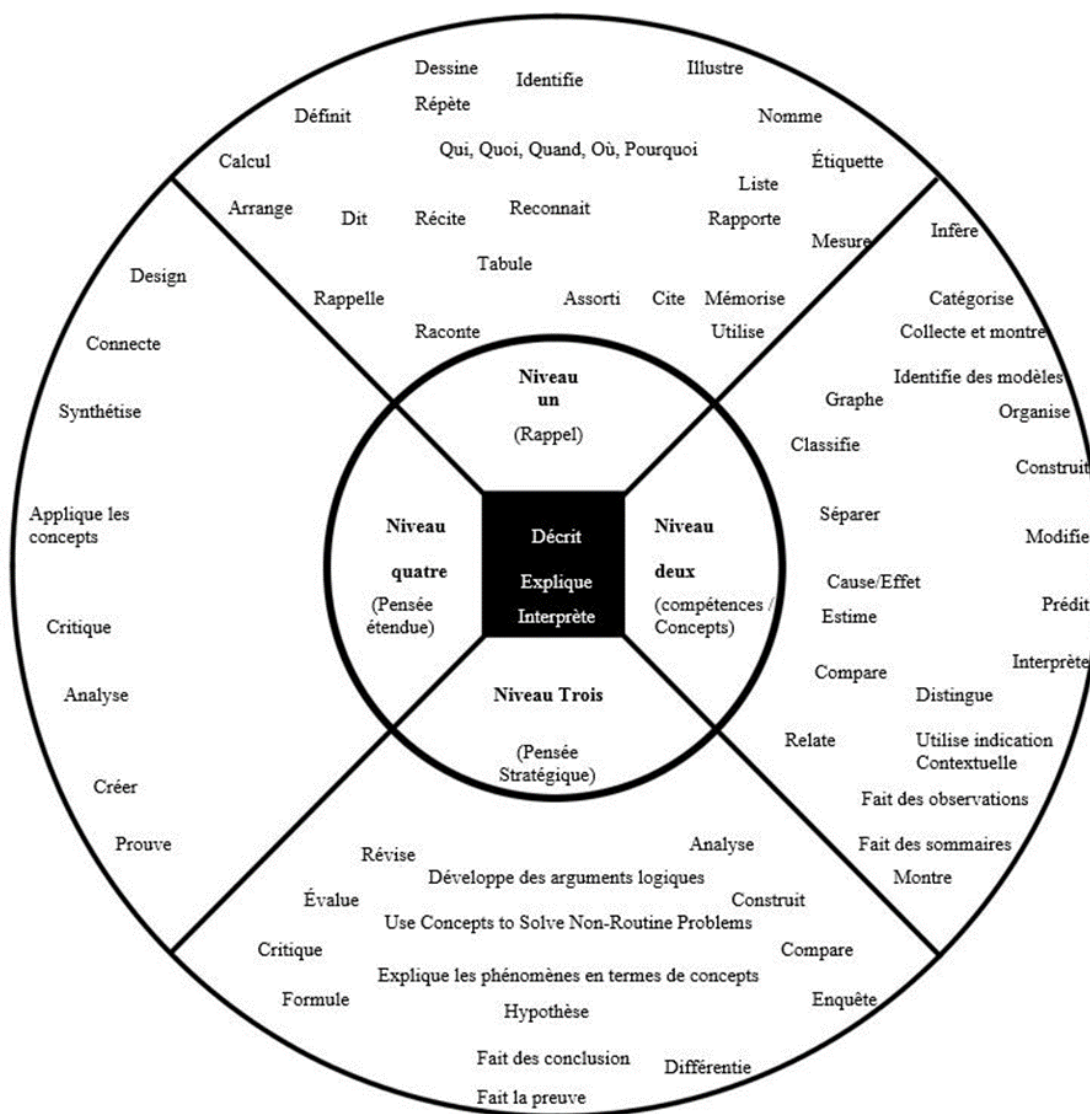 Dessine
Identifie
Illustre
Répète
Définit
Nomme
Qui, Quoi, Quand, Où, Pourquoi
Calcul
Étiquette
Liste
Arrange
Dit
Récite
Reconnait
Rapporte
Mesure
Tabule
Rappelle
Assorti
Cite
Mémorise
Raconte
Utilise
Niveau
un
(Rappel)
Infère
Catégorise
Collecte et montre
Identifie des modèles
Graphe
Organise
Classifie
Construit
Séparer
Modifie
Cause/Effet
Prédit
Estime
Interprète
Compare
Distingue
Relate
Utilise indication
Contextuelle
Fait des observations
Fait des sommaires
Montre
Niveau
deux
(compétences /
Concepts)
Décrit
Explique
Interprète
Niveau
quatre
(Pensée
étendue)
Design
Connecte
Synthétise
Applique les
concepts
Critique
Analyse
Créer
Prouve
Niveau Trois
(Pensée
Stratégique)
Révise
Analyse
Développe des arguments logiques
Évalue
Construit
Use Concepts to Solve Non-Routine Problems
Critique
Compare
Explique les phénomènes en termes de concepts
Formule
Enquête
Hypothèse
Fait des conclusion
Différentie
Fait la preuve